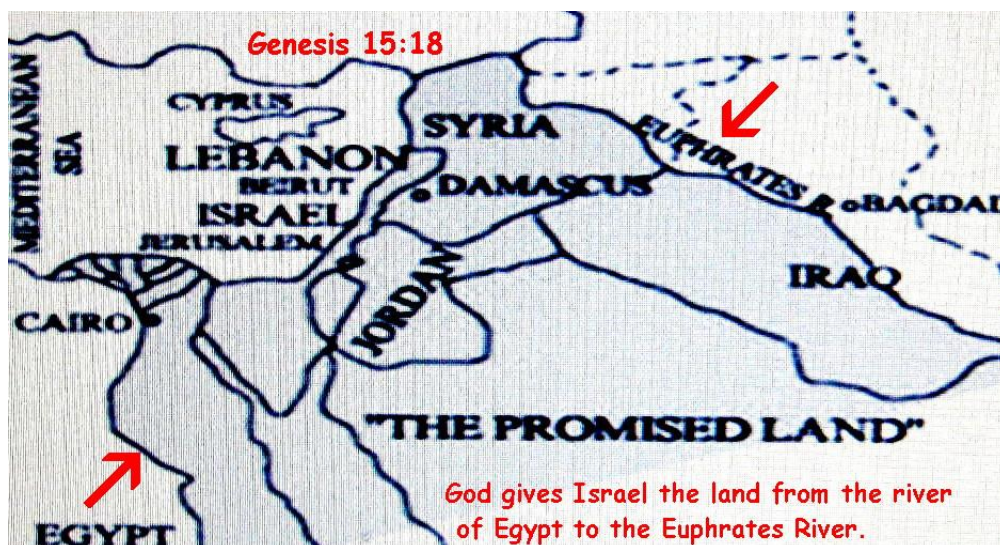 Genesis 15:18
MEDITERRANEAN
SEA
CYPRUS
SYRIA
EUPHRATES R
LEBANON
BEIRUT
DAMASCUS
BAGDAD
ISRAEL
JERUSALEM
JORDAN
IRAQ
CAIRO
"THE PROMISED LAND"
God gives Israel the land from the river
of Egypt to the Euphrates River.
EGYPT